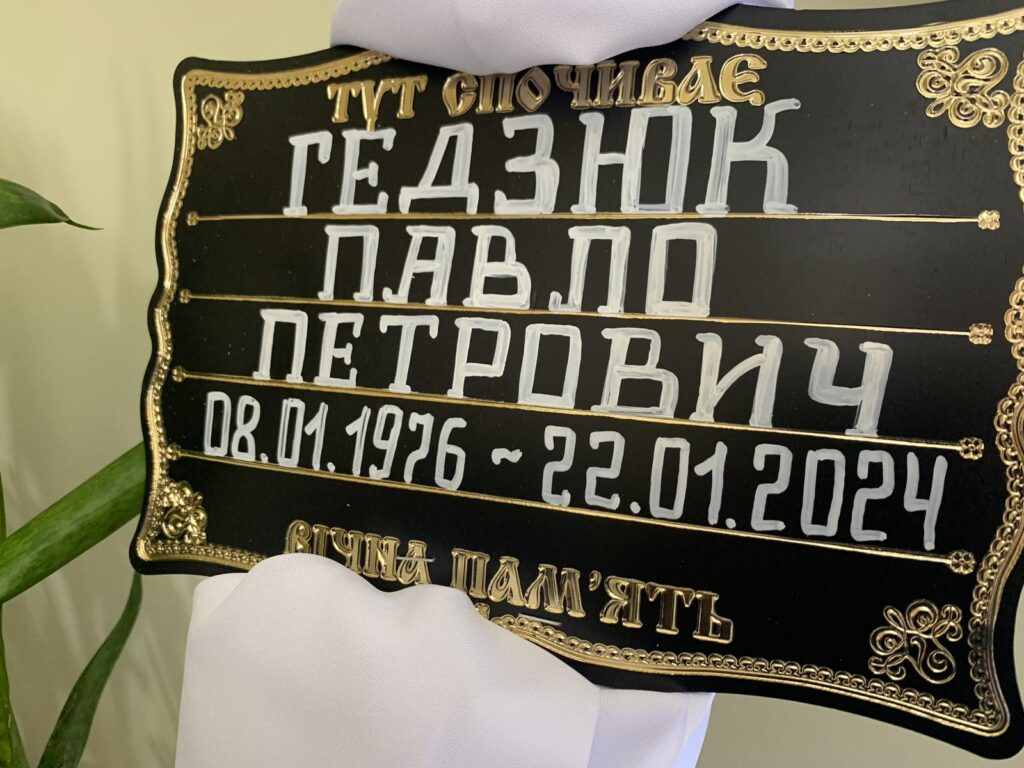 ТУТ СПОЧИВАЄ
ГЕДЗЮК
ПАВЛО
ПЕТРОВИЧ
08.01.1976 ~ 22.01.2024
ВІЧНА ПАМ'ЯТЬ